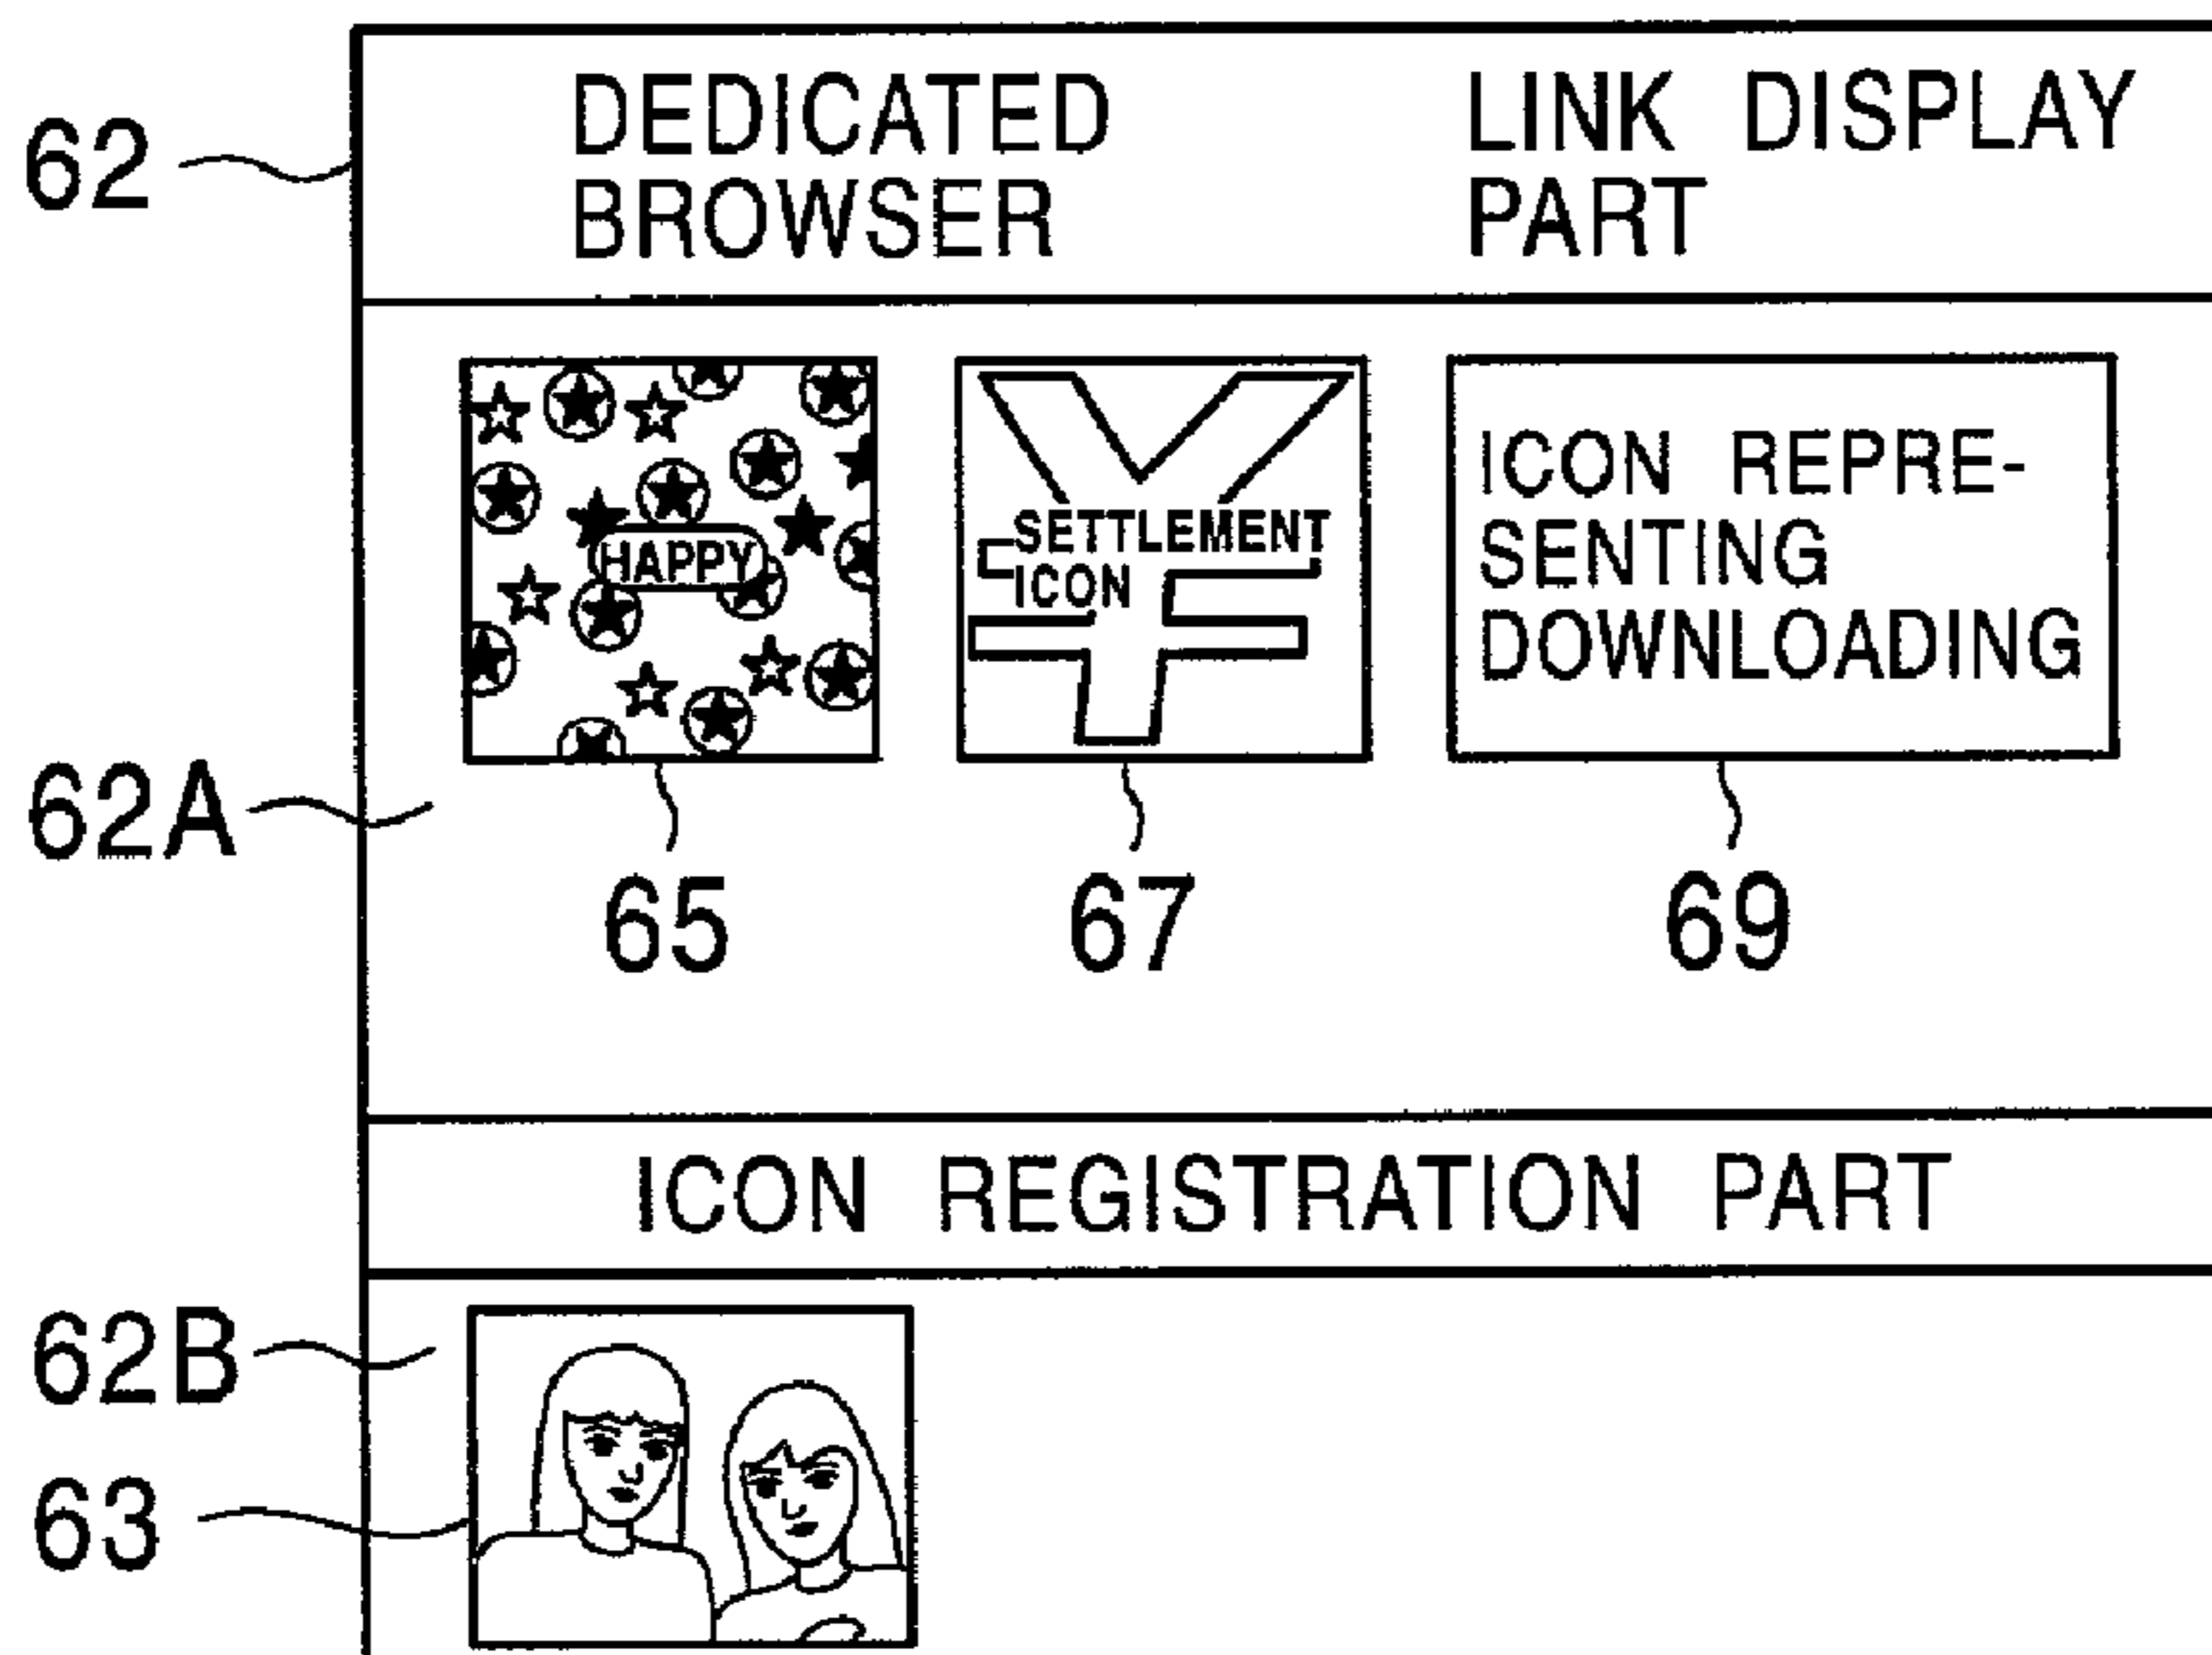 DEDICATED BROWSER
LINK DISPLAY PART
62
HAPPY
SETTLEMENT
ICON
ICON REPRE-
SENTING
DOWNLOADING
62A
65
67
69
ICON REGISTRATION PART
62B
63